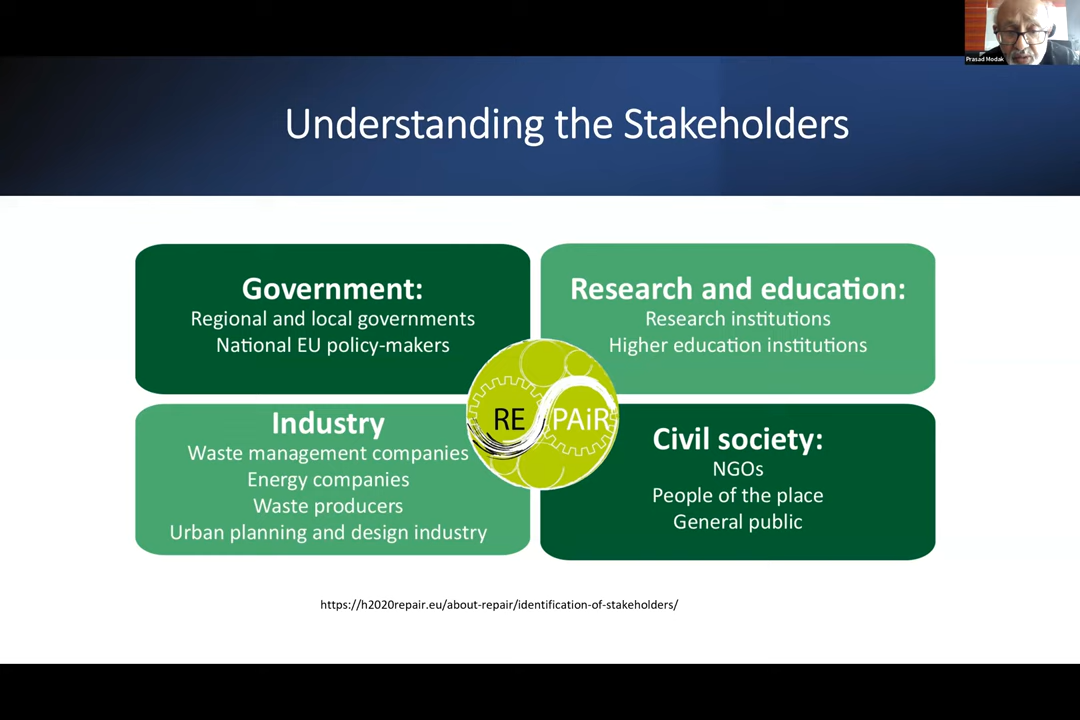 Prasad Modak
Understanding the Stakeholders
Government:
Regional and local governments
National EU policy-makers
Research and education:
Research institutions
Higher education institutions
Industry
Waste management companies
Energy companies
Waste producers
Urban planning and design industry
RE PAiR
Civil society:
NGOs
People of the place
General public
https://h2020repair.eu/about-repair/identification-of-stakeholders/